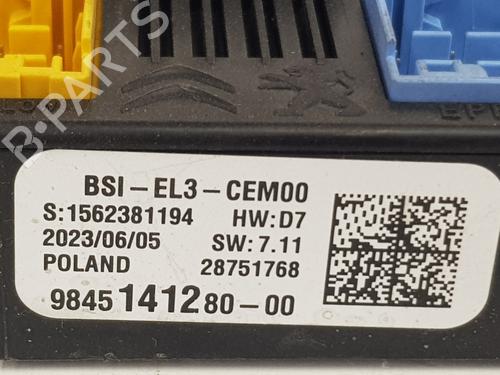 B-PARTS
BSI-EL3-CEM00
S:1562381194 HW:D7
2023/06/05 SW:7.11
POLAND 28751768
9845141280-00